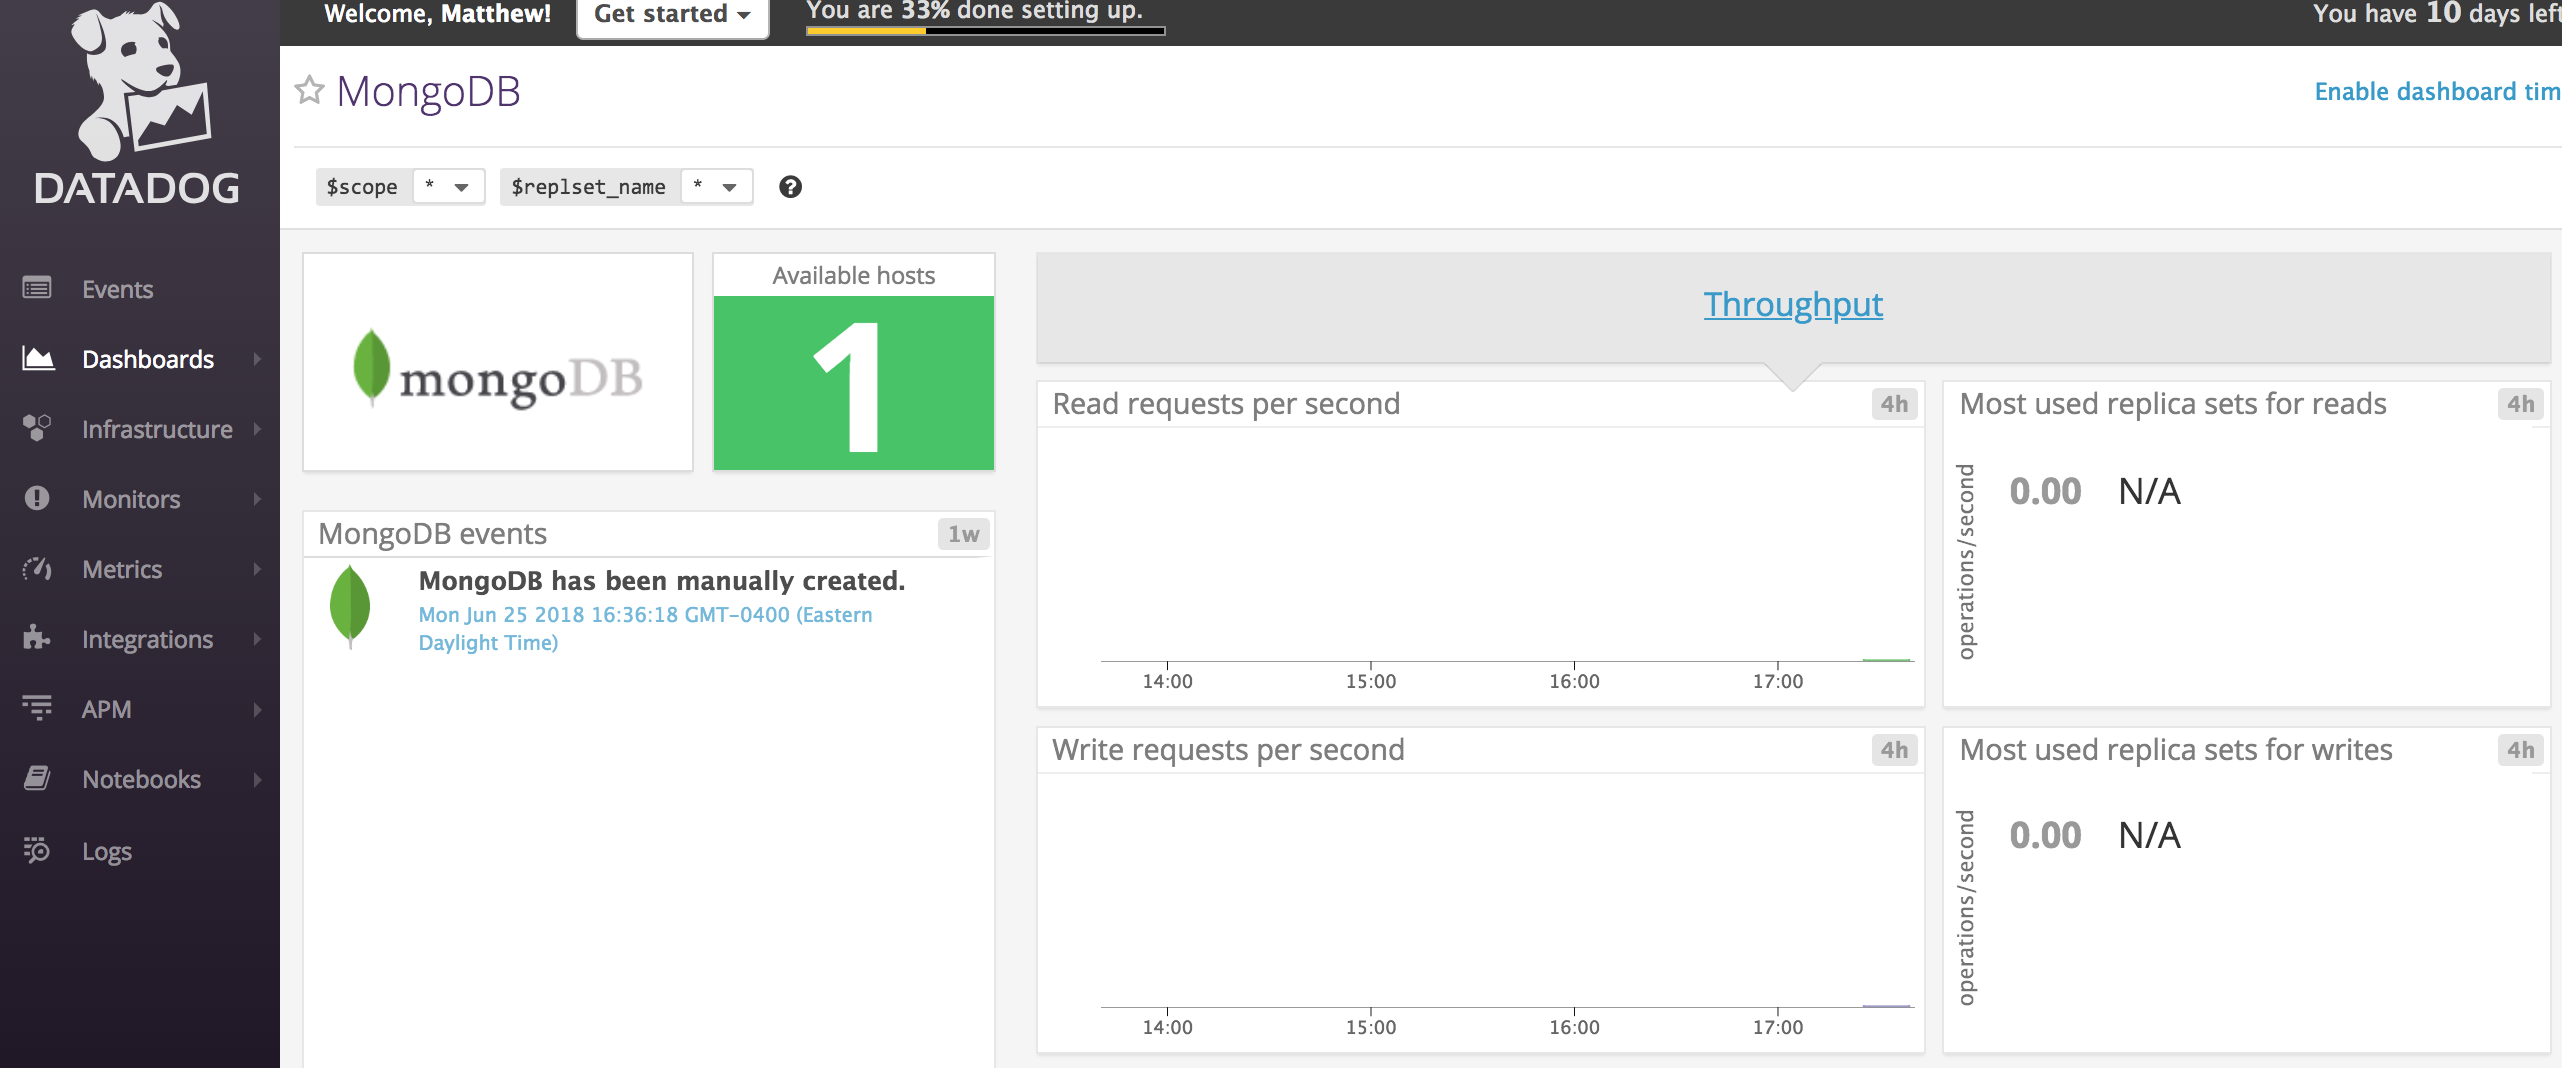 Welcome, Matthew!
Get started
You are 33% done setting up.
You have 10 days left
DATADOG
Events
Dashboards
Infrastructure
Monitors
Metrics
Integrations
APM
Notebooks
Logs
MongoDB
Enable dashboard tim
$scope *
$replset_name *
?
mongoDB
Available hosts
1
MongoDB events
1w
MongoDB has been manually created.
Mon Jun 25 2018 16:36:18 GMT-0400 (Eastern
Daylight Time)
Throughput
Read requests per second
4h
14:00 15:00 16:00 17:00
Most used replica sets for reads
4h
operations/second
0.00 N/A
Write requests per second
4h
14:00 15:00 16:00 17:00
Most used replica sets for writes
4h
operations/second
0.00 N/A